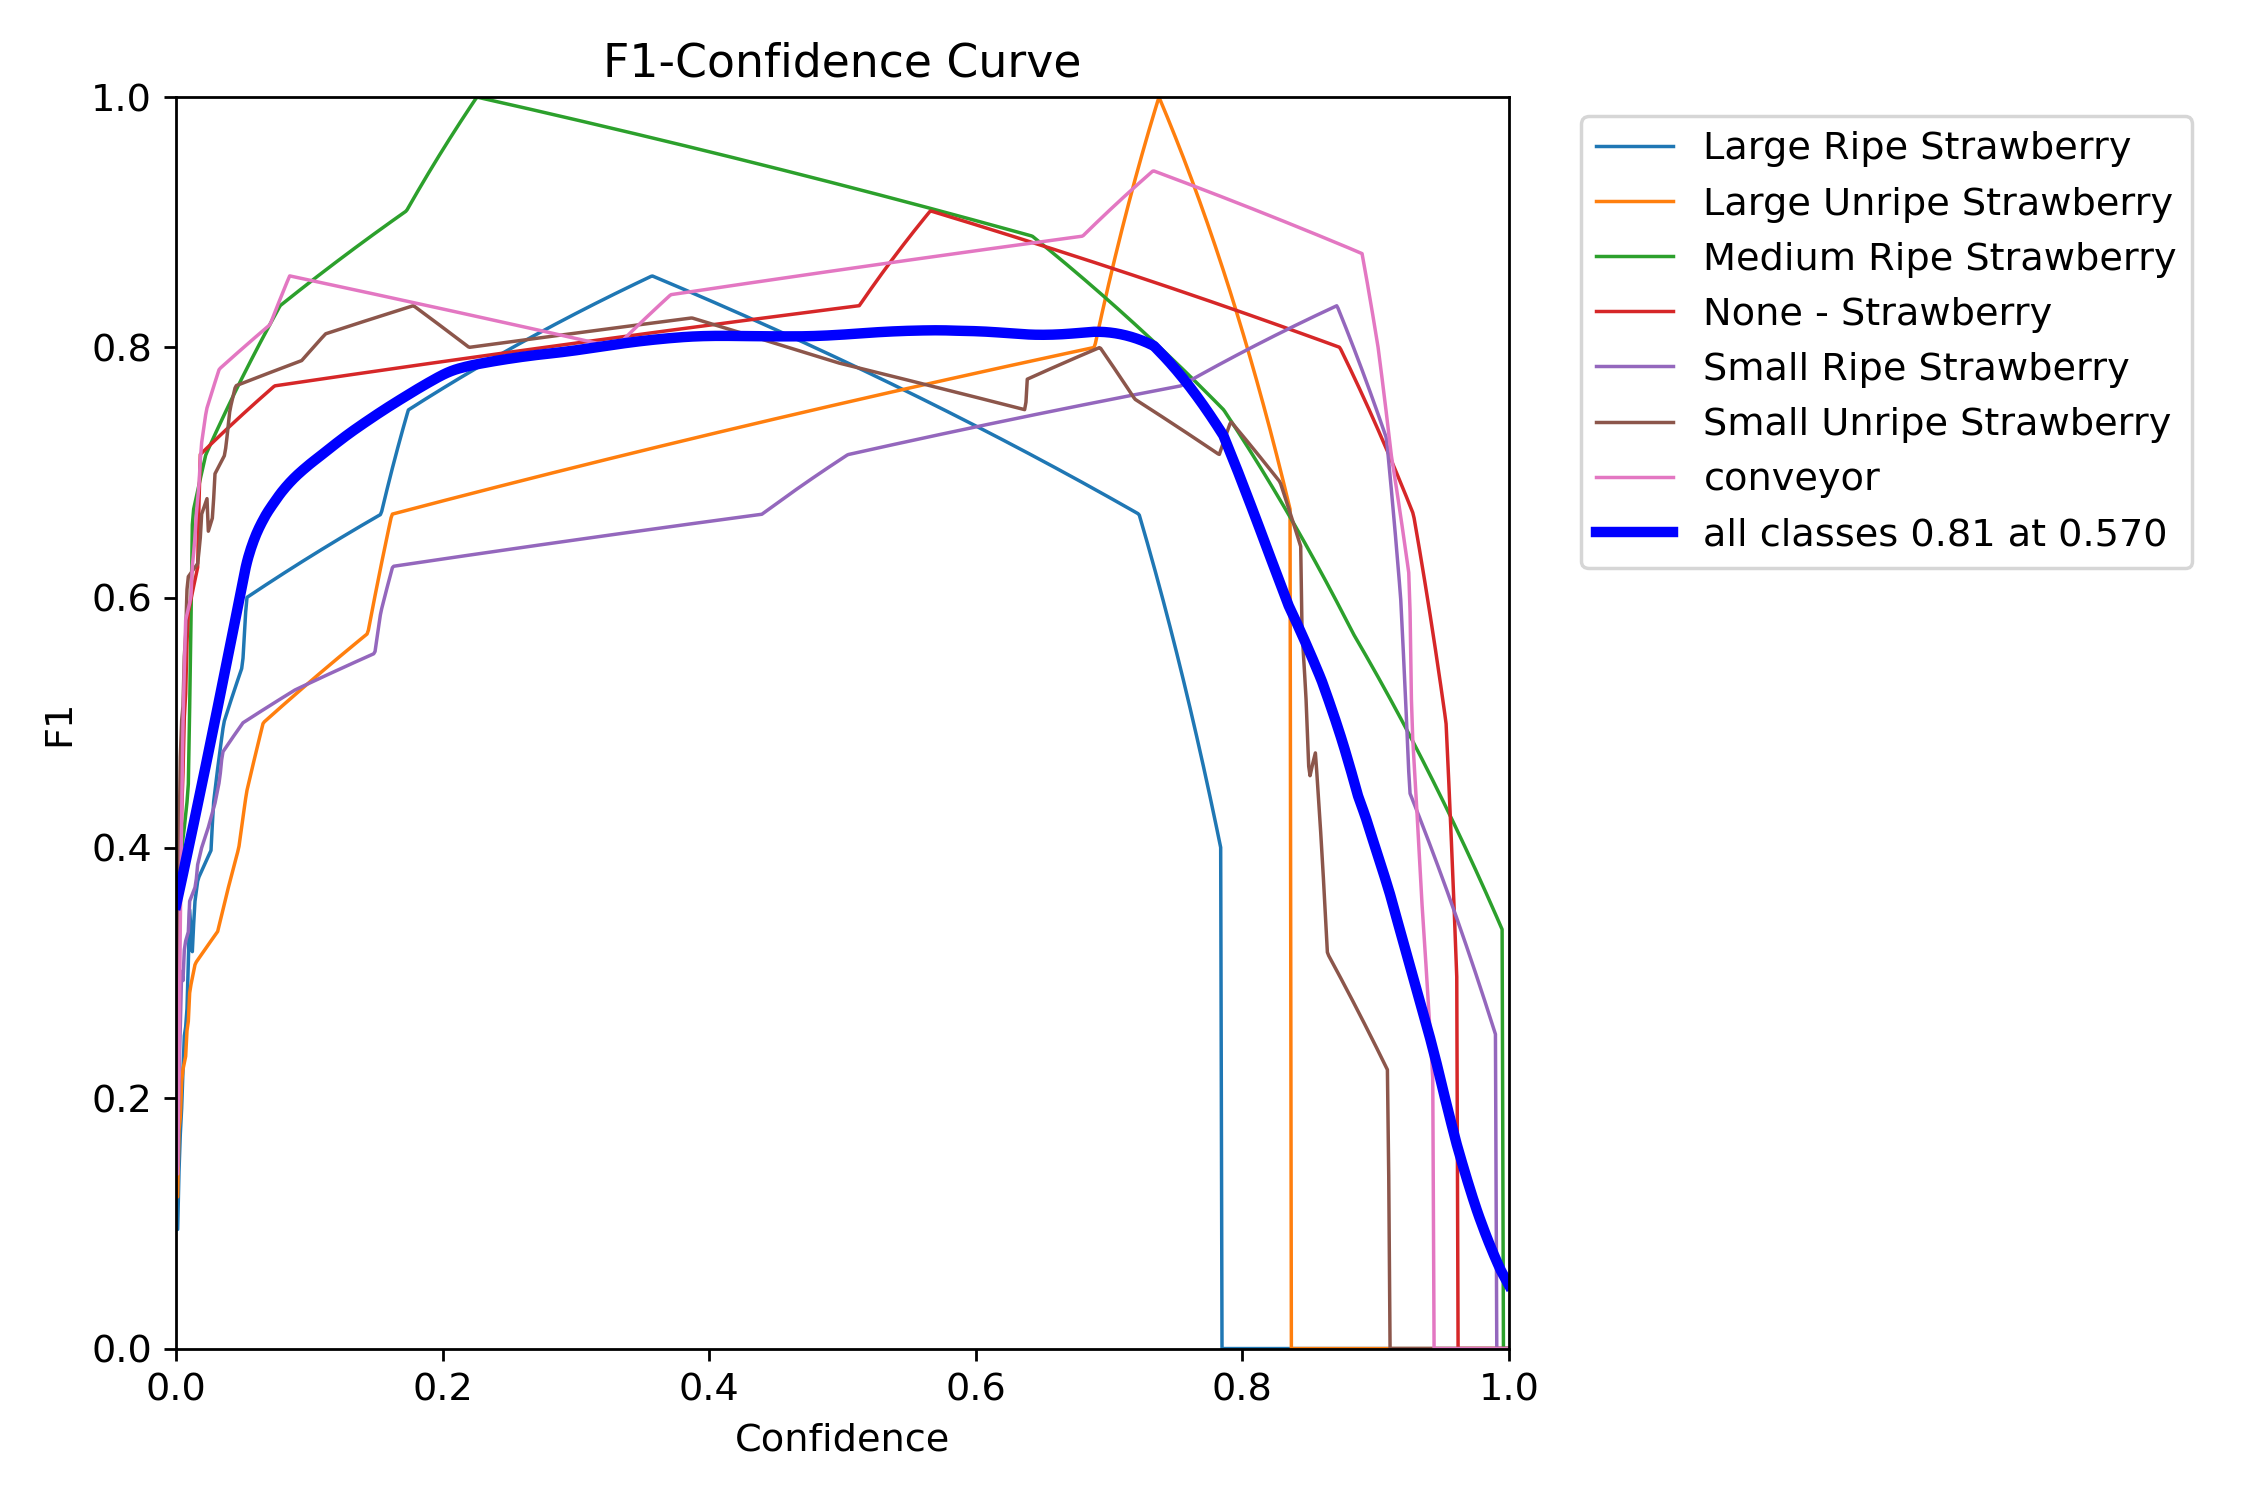 F1-Confidence Curve
1.0
0.8
0.6
0.4
0.2
0.0
F1
0.0 0.2 0.4 0.6 0.8 1.0
Confidence
Large Ripe Strawberry
Large Unripe Strawberry
Medium Ripe Strawberry
None - Strawberry
Small Ripe Strawberry
Small Unripe Strawberry
conveyor
all classes 0.81 at 0.570